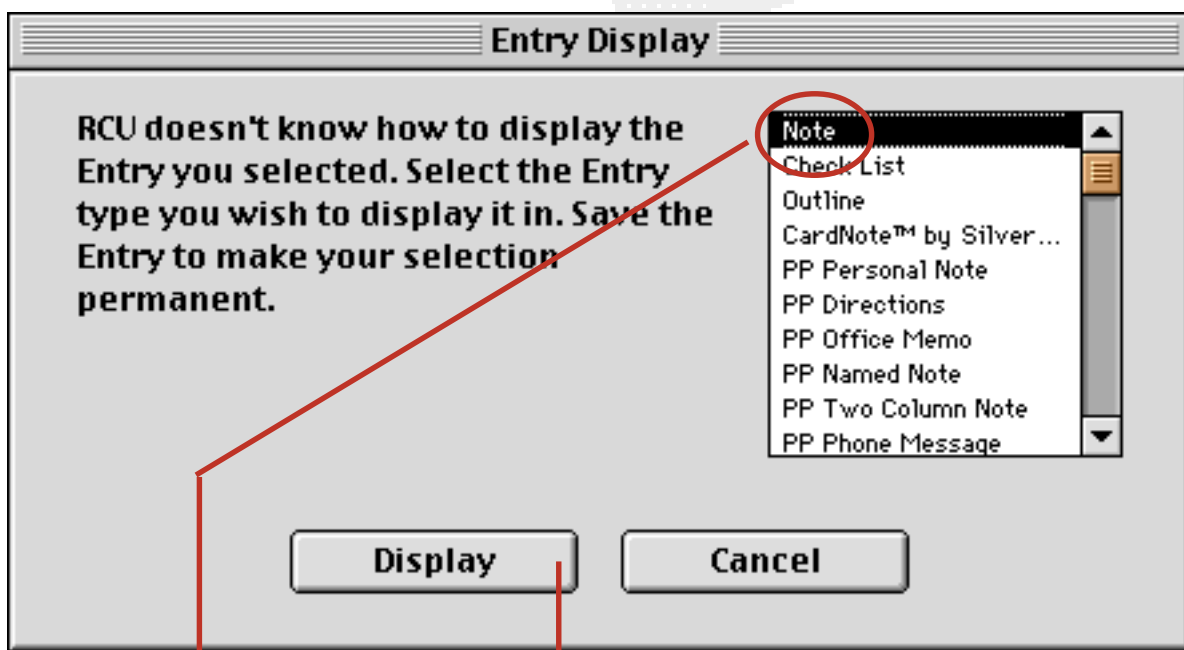 Entry Display
RCU doesn't know how to display the
Entry you selected. Select the Entry
type you wish to display it in. Save the
Entry to make your selection
permanent.
Note
Check List
Outline
CardNote™ by Silver...
PP Personal Note
PP Directions
PP Office Memo
PP Named Note
PP Two Column Note
PP Phone Message
Display
Cancel